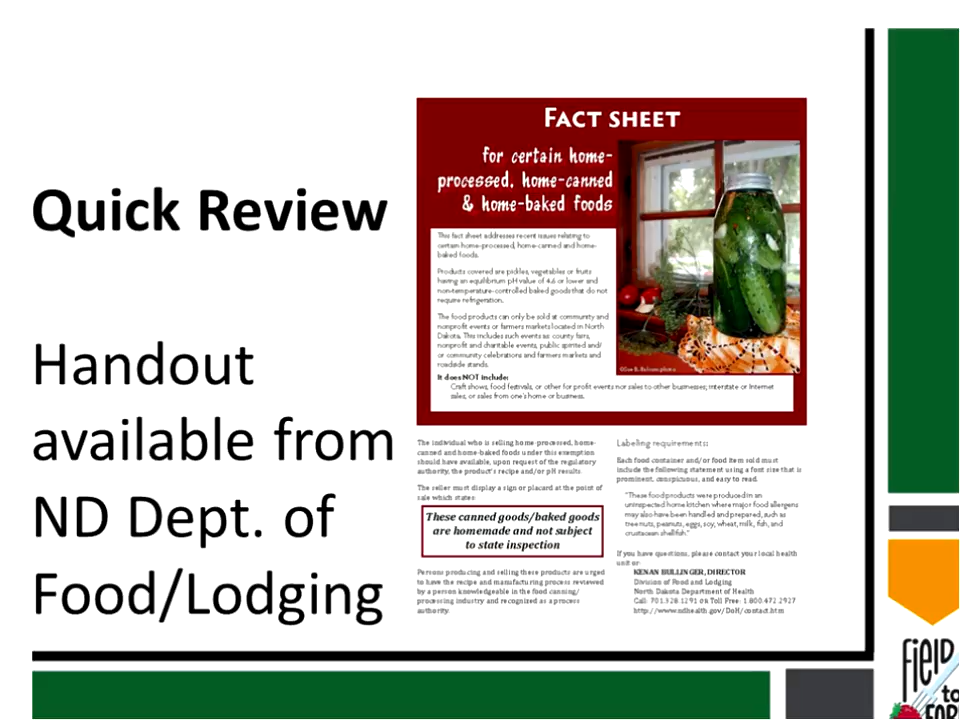 Quick Review
Handout
available from
ND Dept. of
Food/Lodging
FACT SHEET
for certain home-
processed, home-canned
& home-baked foods
This fact sheet addresses recent issues relating to
certain home-processed, home-canned and home-
baked foods.
Products covered are pickles, vegetables or fruits
having an equilibrium pH value of 4.6 or lower and
non-temperature-controlled baked goods that do not
require refrigeration.
The food products can only be sold at community and
nonprofit events or farmers markets located in North
Dakota. This includes such events as county fairs,
nonprofit and charitable events, public spirited and/
or community celebrations and farmers markets and
roadside stands.
It does NOT include:
Craft shows, food festivals, or other for profit events nor sales to other businesses; interstate or Internet
sales, or sales from one's home or business.
The individual who is selling home-processed, home-
canned and home-baked foods under this exemption
should have available, upon request of the regulatory
authority, the product's recipe and/or pH results.
The seller must display a sign or placard at the point of
sale which states:
These canned goods/baked goods
are homemade and not subject
to state inspection
Persons producing and selling these products are urged
to have the recipe and manufacturing process reviewed
by a person knowledgeable in the food canning/
processing industry and recognized as a process
authority.
Labeling requirements:
Each food container and/or food item sold must
include the following statement using a font size that is
prominent, conspicuous, and easy to read.
"These food products were produced in an
uninspected home kitchen where major food allergens
may also have been handled and prepared, such as
tree nuts, peanuts, eggs, soy, wheat, milk, fish, and
crustacean shellfish."
If you have questions, please contact your local health
unit or:
KENAN BULLINGER, DIRECTOR
Division of Food and Lodging
North Dakota Department of Health
Call: 701.328.1291 OR Toll Free: 1.800.472.2927
http://www.ndhealth.gov/DoH/contact.htm
FIELD
to